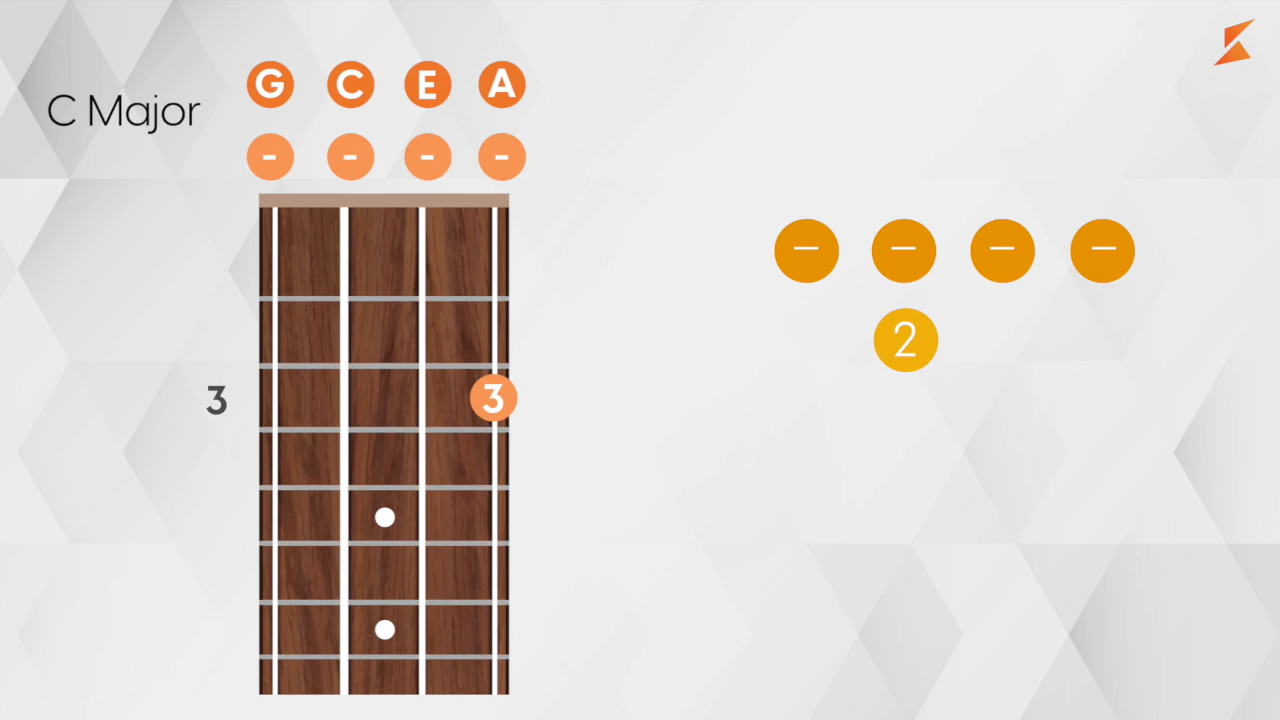 G C E A
C Major
- - - -
– – – –
2
3 3